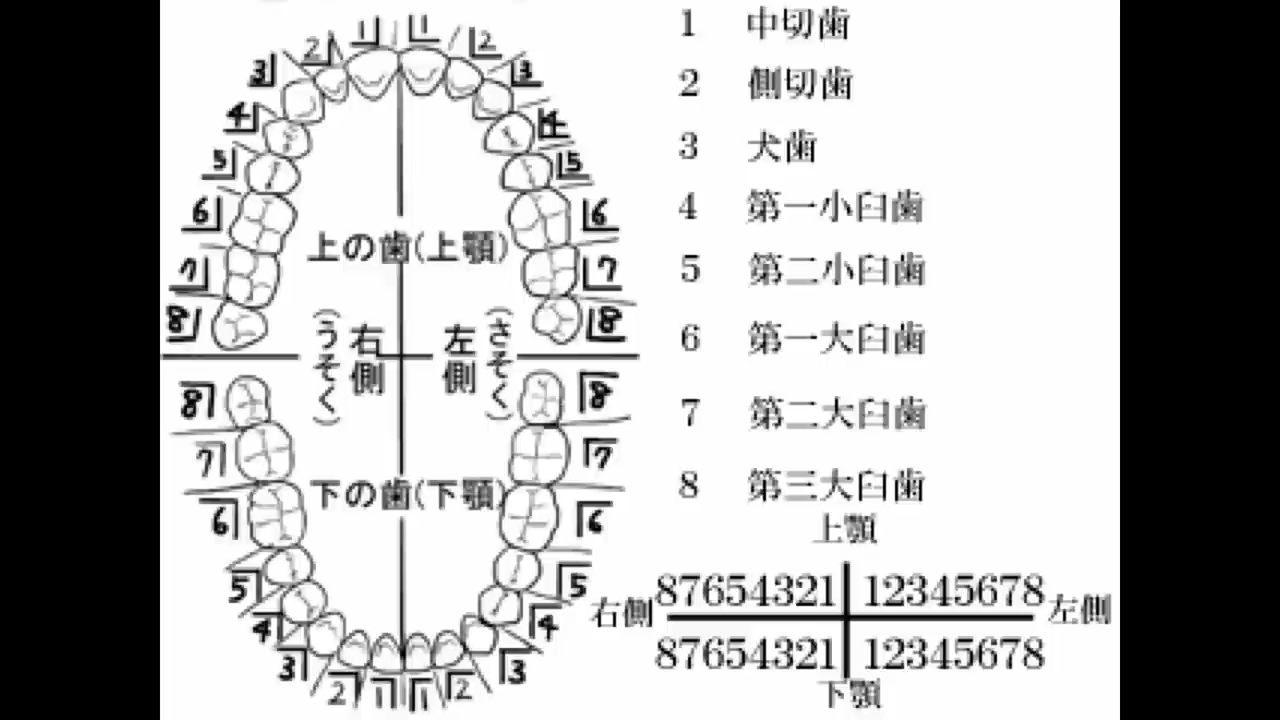 1 中切歯
2 側切歯
3 犬歯
4 第一小臼歯
5 第二小臼歯
6 第一大臼歯
7 第二大臼歯
8 第三大臼歯
上顎
右側 87654321 12345678 左側
87654321 12345678
下顎
1 1
2 2
3 3
4 4
5 5
6 6
上の歯(上顎)
7 7
8 8
右側(うそく)
左側(さそく)
8 8
7 7
下の歯(下顎)
6 6
5 5
4 4
3 3
2 1 1 2